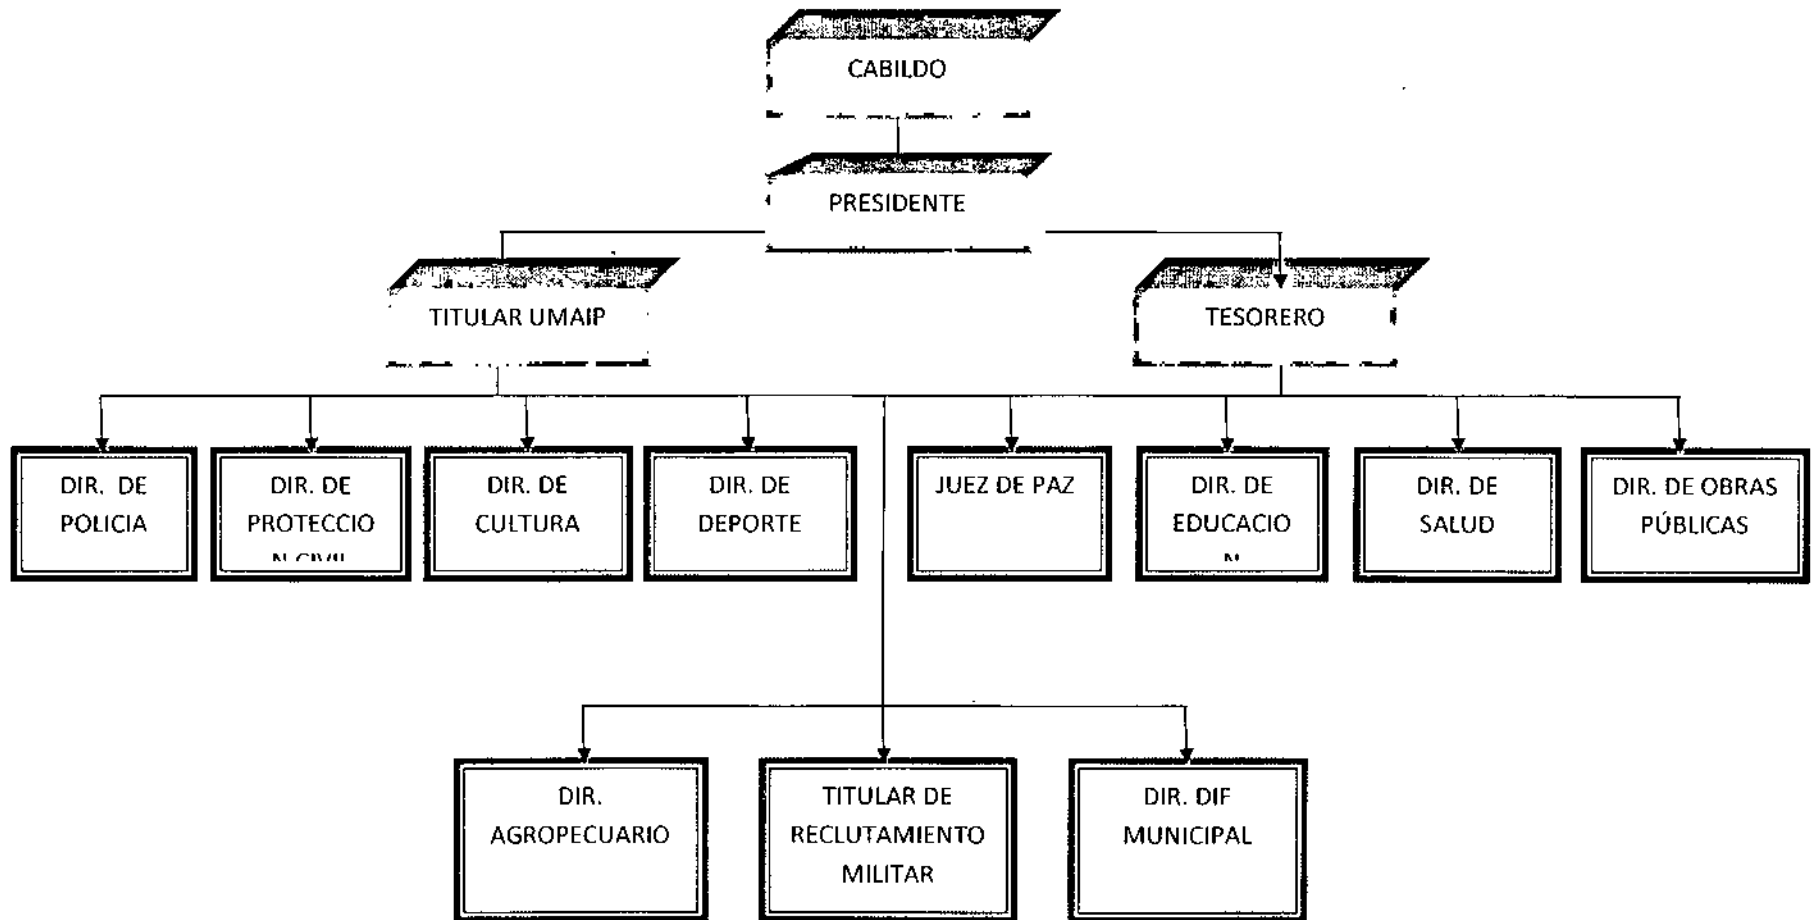 CABILDO
PRESIDENTE
TITULAR UMAIP
TESORERO
DIR. DE
POLICIA
DIR. DE
PROTECCIO
N CIVIL
DIR. DE
CULTURA
DIR. DE
DEPORTE
JUEZ DE PAZ
DIR. DE
EDUCACIO
N
DIR. DE
SALUD
DIR. DE OBRAS
PÚBLICAS
DIR.
AGROPECUARIO
TITULAR DE
RECLUTAMIENTO
MILITAR
DIR. DIF
MUNICIPAL